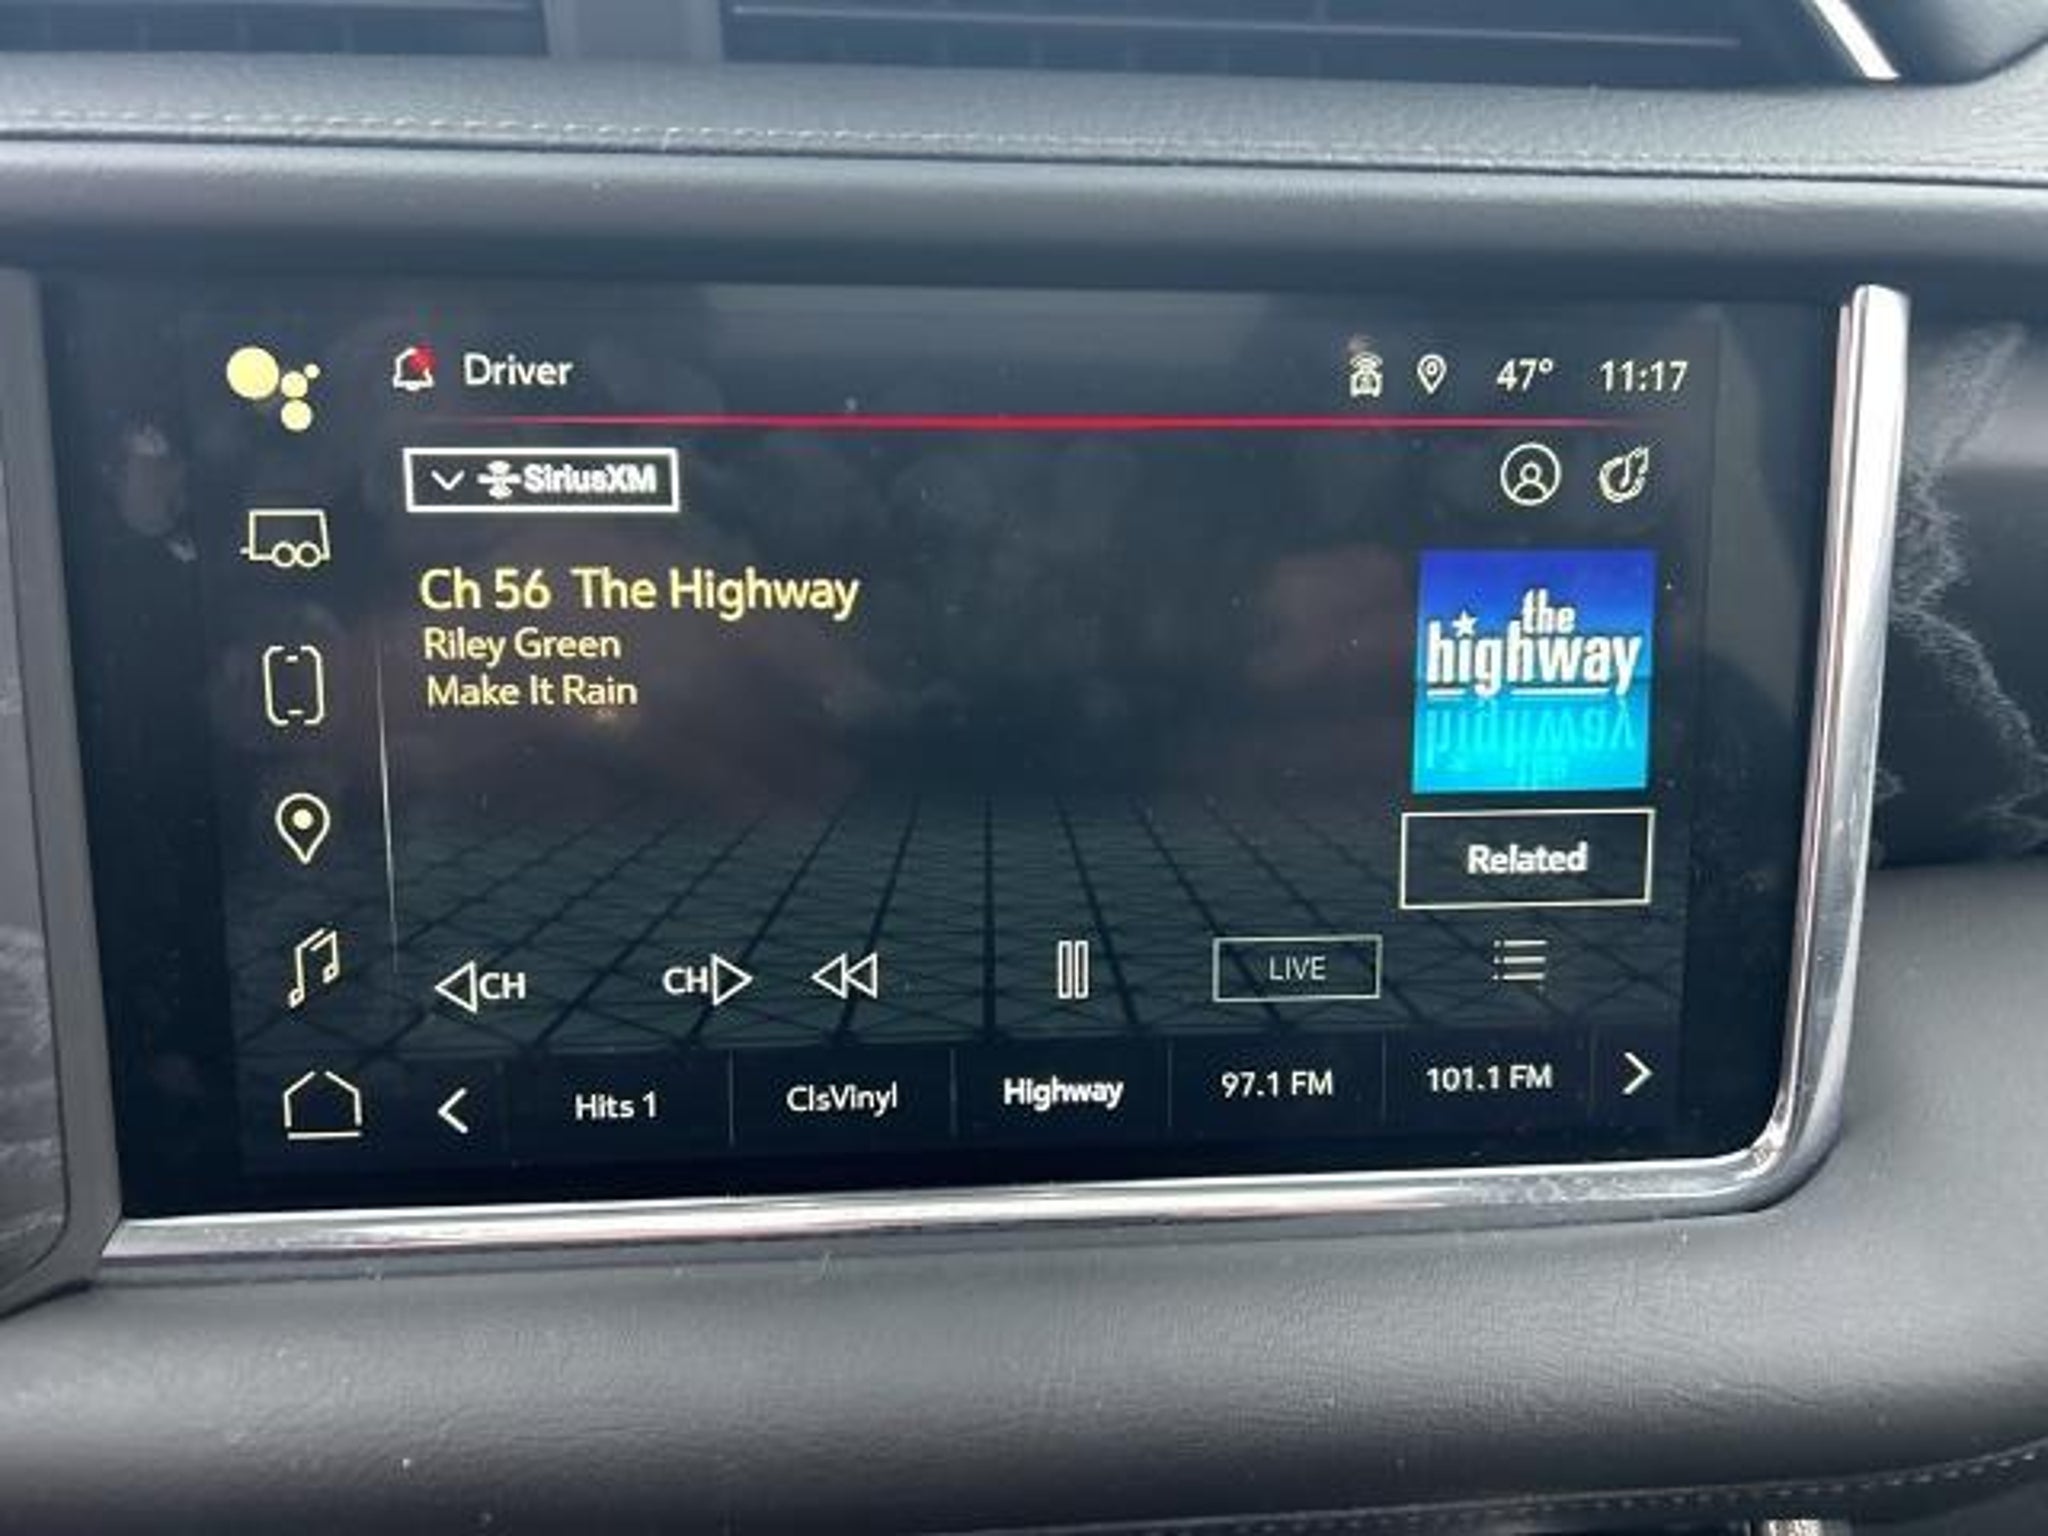 Driver
47° 11:17
SiriusXM
Ch 56 The Highway
Riley Green
Make It Rain
the
highway
Related
CH
CH
LIVE
Hits 1
ClsVinyl
Highway
97.1 FM
101.1 FM